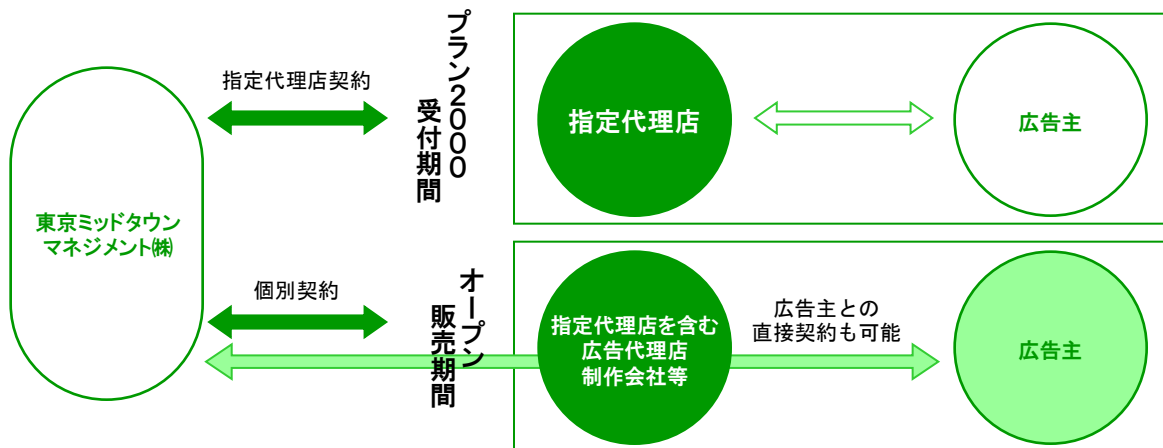 東京ミッドタウン
マネジメント㈱
指定代理店契約
プラン2000
受付期間
指定代理店
広告主
個別契約
オープン
販売期間
指定代理店を含む
広告代理店
制作会社等
広告主との
直接契約も可能
広告主